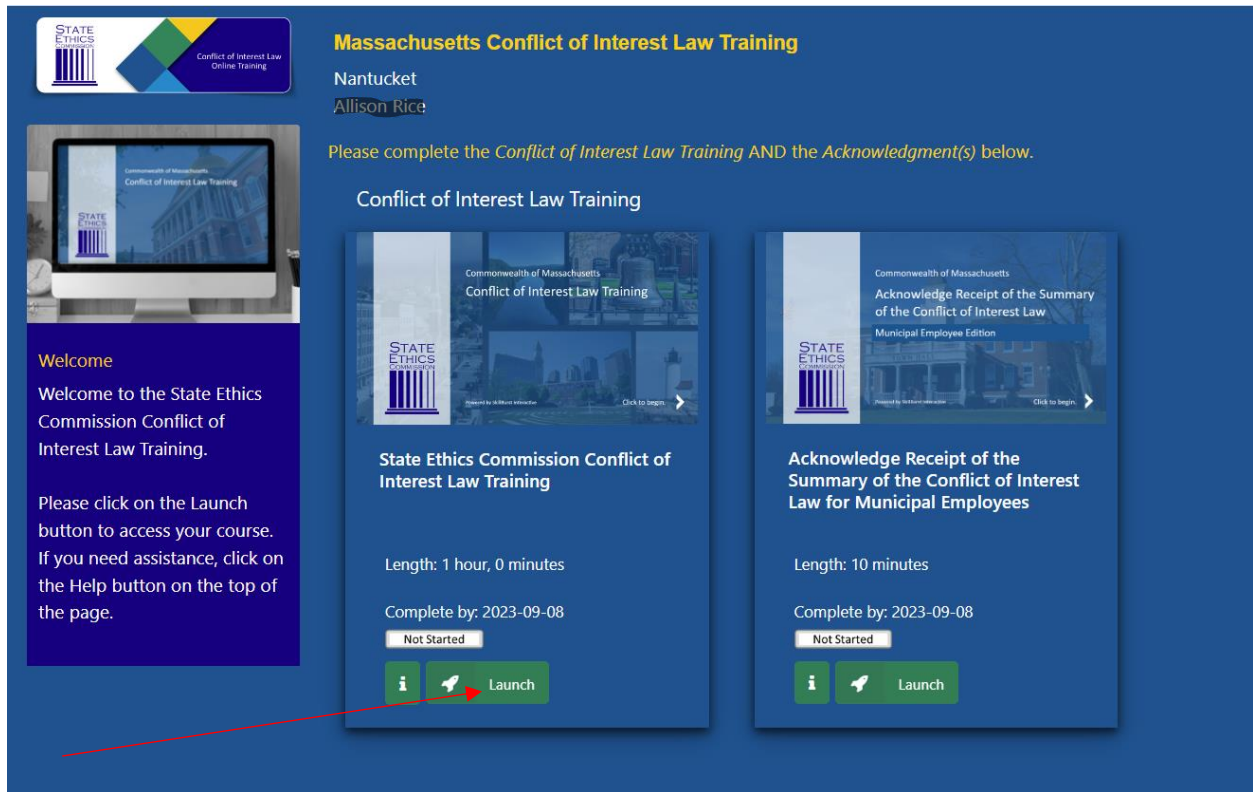 STATE
ETHICS
COMMISSION
Conflict of Interest Law
Online Training
Massachusetts Conflict of Interest Law Training
Nantucket
Allison Rice
Please complete the Conflict of Interest Law Training AND the Acknowledgment(s) below.
Commonwealth of Massachusetts
Conflict of Interest Law Training
STATE
ETHICS
Welcome
Welcome to the State Ethics
Commission Conflict of
Interest Law Training.
Please click on the Launch
button to access your course.
If you need assistance, click on
the Help button on the top of
the page.
Conflict of Interest Law Training
Commonwealth of Massachusetts
Conflict of Interest Law Training
STATE
ETHICS
COMMISSION
Powered by SkillBurst Interactive
Click to begin.
State Ethics Commission Conflict of
Interest Law Training
Length: 1 hour, 0 minutes
Complete by: 2023-09-08
Not Started
i
Launch
Commonwealth of Massachusetts
Acknowledge Receipt of the Summary
of the Conflict of Interest Law
Municipal Employee Edition
STATE
ETHICS
COMMISSION
Powered by SkillBurst Interactive
Click to begin.
Acknowledge Receipt of the
Summary of the Conflict of Interest
Law for Municipal Employees
Length: 10 minutes
Complete by: 2023-09-08
Not Started
i
Launch